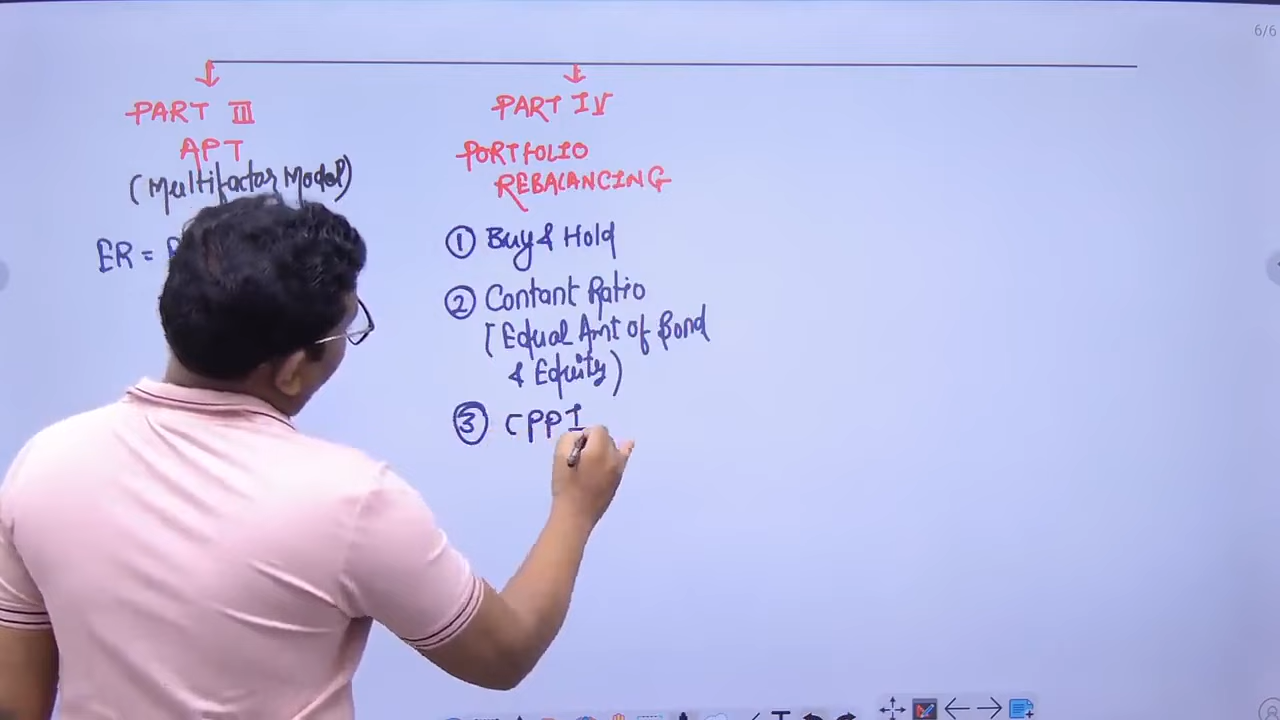 6/6
PART III
APT
(Multifactor Model)
ER =
PART IV
PORTFOLIO
REBALANCING
① Buy & Hold
② Contant Ratio
[Equal Amt of Bond
& Equity)
③ CPPI